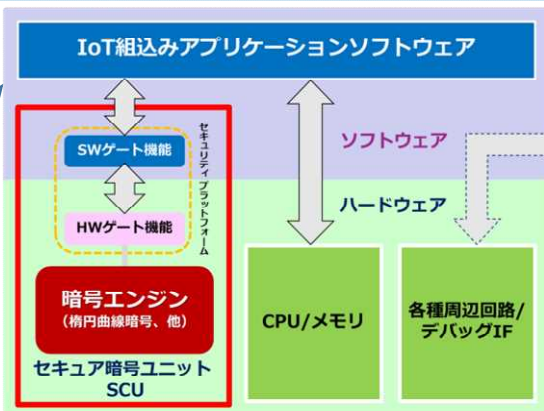 IoT組込みアプリケーションソフトウェア
SWゲート機能
セキュリティプラットフォーム
HWゲート機能
ソフトウェア
ハードウェア
暗号エンジン
(楕円曲線暗号、他)
セキュア暗号ユニット
SCU
CPU/メモリ
各種周辺回路/
デバッグIF